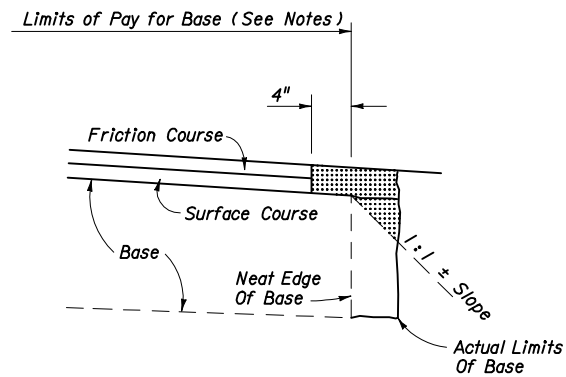 Limits of Pay for Base (See Notes)
4"
Friction Course
Surface Course
Base
Neat Edge
Of Base
1:1 ± Slope
Actual Limits
Of Base